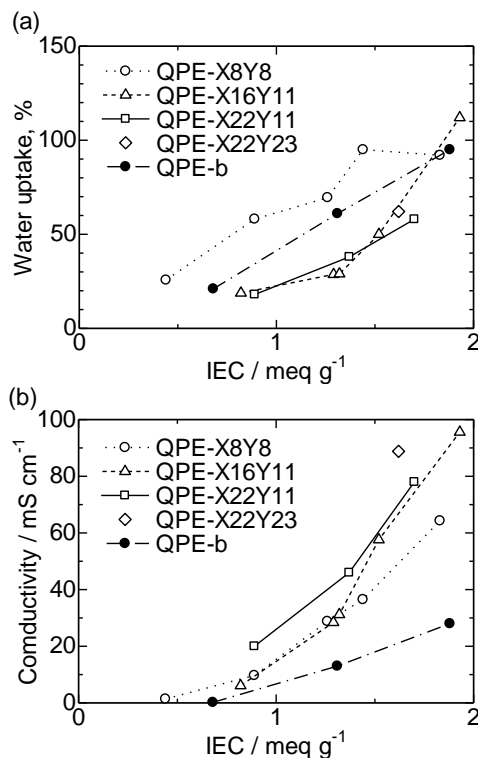 (a)
150
QPE-X8Y8
QPE-X16Y11
QPE-X22Y11
QPE-X22Y23
QPE-b
100
50
0
Water uptake, %
0 1 2
IEC / meq g⁻¹
(b)
100
QPE-X8Y8
QPE-X16Y11
QPE-X22Y11
QPE-X22Y23
QPE-b
80
60
40
20
0
Comductivity / mS cm⁻¹
0 1 2
IEC / meq g⁻¹